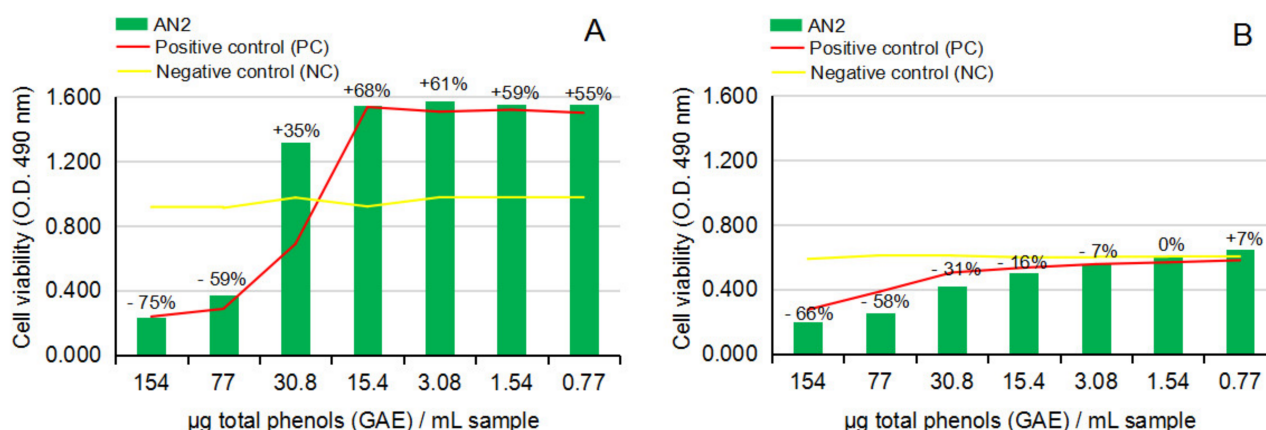 AN2
Positive control (PC)
Negative control (NC)
A
Cell viability (O.D. 490 nm)
1.600
1.200
0.800
0.400
0.000
- 75%
- 59%
+35%
+68%
+61%
+59%
+55%
154 77 30.8 15.4 3.08 1.54 0.77
µg total phenols (GAE) / mL sample
AN2
Positive control (PC)
Negative control (NC)
B
Cell viability (O.D. 490 nm)
1.600
1.200
0.800
0.400
0.000
- 66%
- 58%
- 31%
- 16%
- 7%
0%
+7%
154 77 30.8 15.4 3.08 1.54 0.77
µg total phenols (GAE) / mL sample